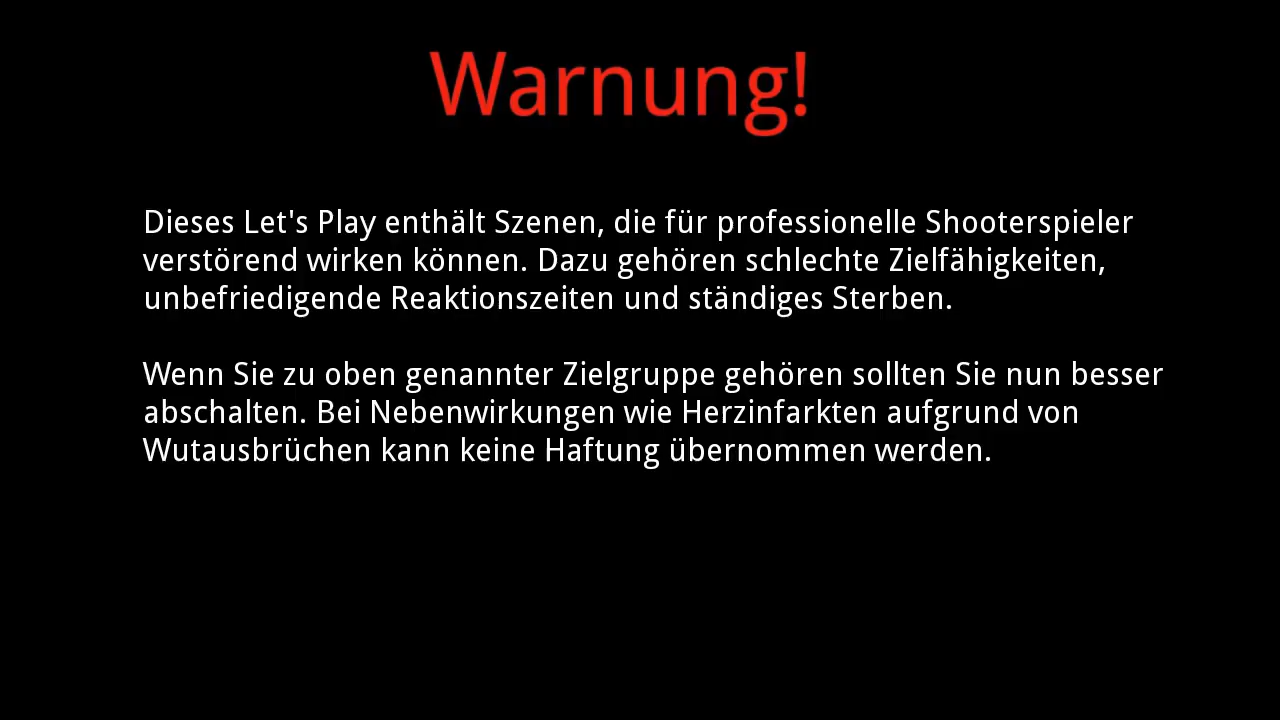 Warnung!
Dieses Let's Play enthält Szenen, die für professionelle Shooterspieler
verstörend wirken können. Dazu gehören schlechte Zielfähigkeiten,
unbefriedigende Reaktionszeiten und ständiges Sterben.
Wenn Sie zu oben genannter Zielgruppe gehören sollten Sie nun besser
abschalten. Bei Nebenwirkungen wie Herzinfarkten aufgrund von
Wutausbrüchen kann keine Haftung übernommen werden.